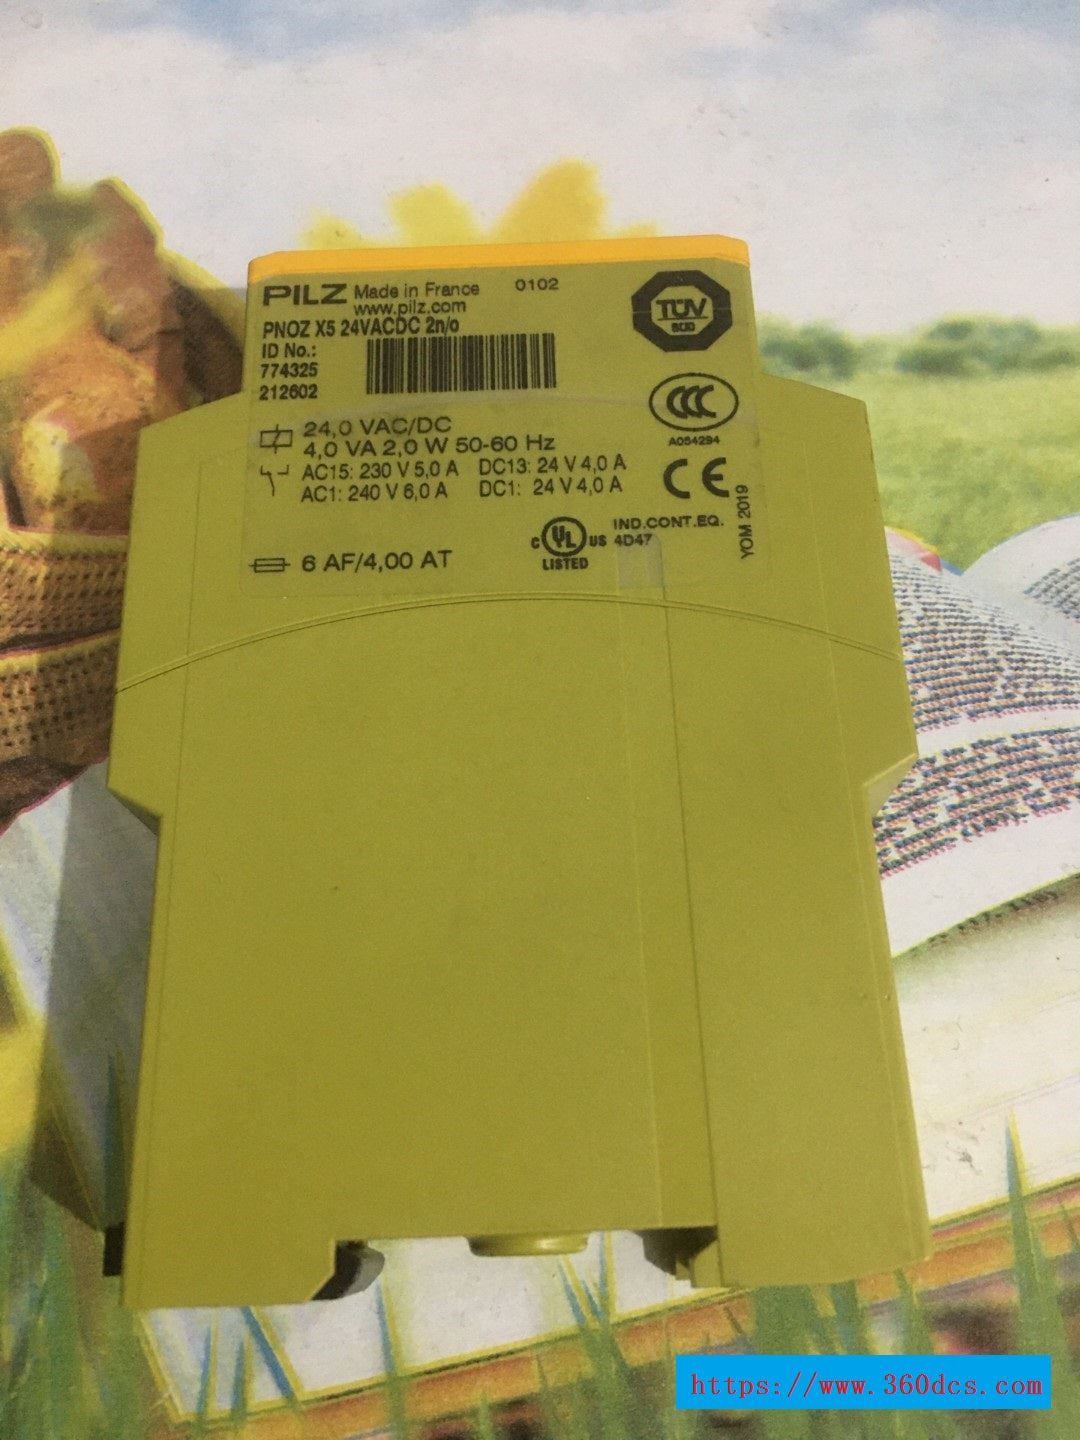 PILZ Made in France 0102
www.pilz.com
PNOZ X5 24VACDC 2n/o
ID No.:
774325
212602
TÜV
CCC
A054294
24,0 VAC/DC
4,0 VA 2,0 W 50-60 Hz
AC15: 230 V 5,0 A DC13: 24 V 4,0 A
AC1: 240 V 6,0 A DC1: 24 V 4,0 A
CE
YOM 2019
C UL US IND.CONT.EQ.
4D47
LISTED
6 AF/4,00 AT
https://www.360dcs.com